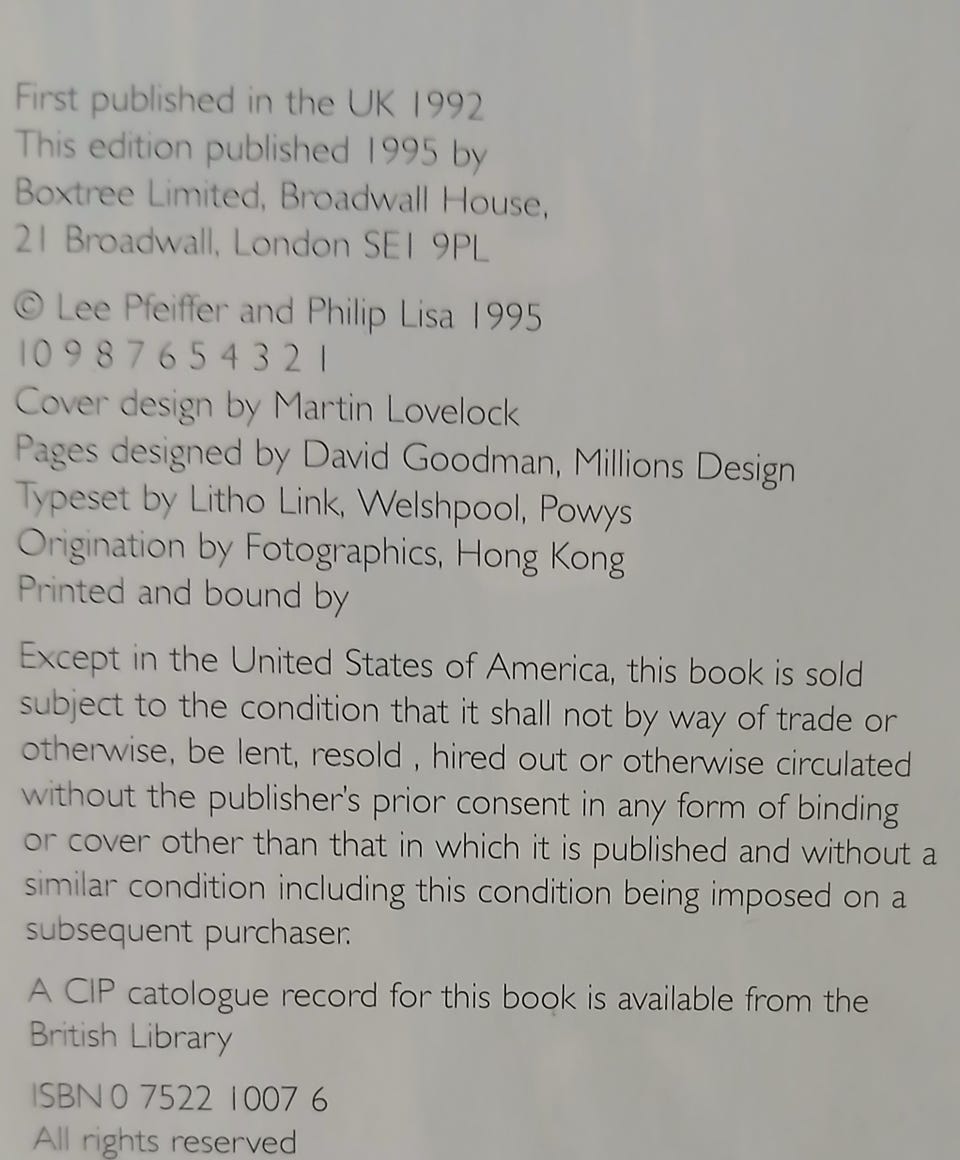 First published in the UK 1992
This edition published 1995 by
Boxtree Limited, Broadwall House,
21 Broadwall, London SE1 9PL
© Lee Pfeiffer and Philip Lisa 1995
10 9 8 7 6 5 4 3 2 1
Cover design by Martin Lovelock
Pages designed by David Goodman, Millions Design
Typeset by Litho Link, Welshpool, Powys
Origination by Fotographics, Hong Kong
Printed and bound by
Except in the United States of America, this book is sold
subject to the condition that it shall not by way of trade or
otherwise, be lent, resold , hired out or otherwise circulated
without the publisher's prior consent in any form of binding
or cover other than that in which it is published and without a
similar condition including this condition being imposed on a
subsequent purchaser.
A CIP catologue record for this book is available from the
British Library
ISBN 0 7522 1007 6
All rights reserved